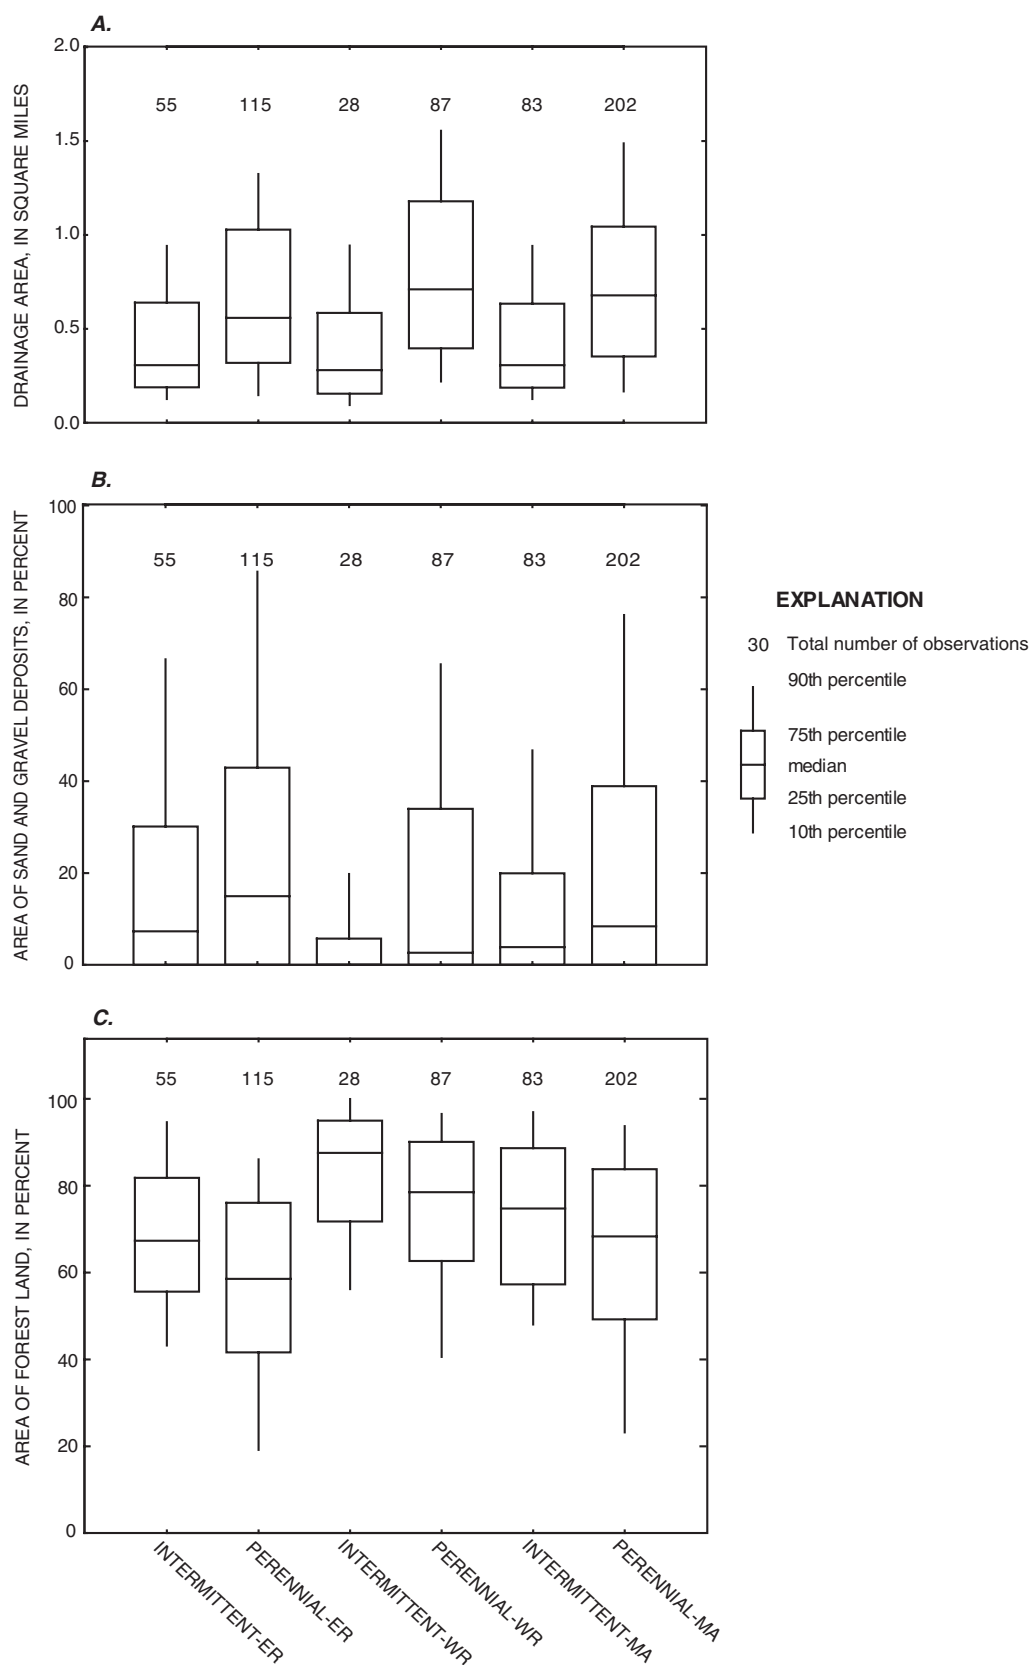 A.
DRAINAGE AREA, IN SQUARE MILES
2.0
1.5
1.0
0.5
0.0
55 115 28 87 83 202
B.
AREA OF SAND AND GRAVEL DEPOSITS, IN PERCENT
100
80
60
40
20
0
55 115 28 87 83 202
EXPLANATION
30 Total number of observations
90th percentile
75th percentile
median
25th percentile
10th percentile
C.
AREA OF FOREST LAND, IN PERCENT
100
80
60
40
20
0
55 115 28 87 83 202
INTERMITTENT-ER
PERENNIAL-ER
INTERMITTENT-WR
PERENNIAL-WR
INTERMITTENT-MA
PERENNIAL-MA